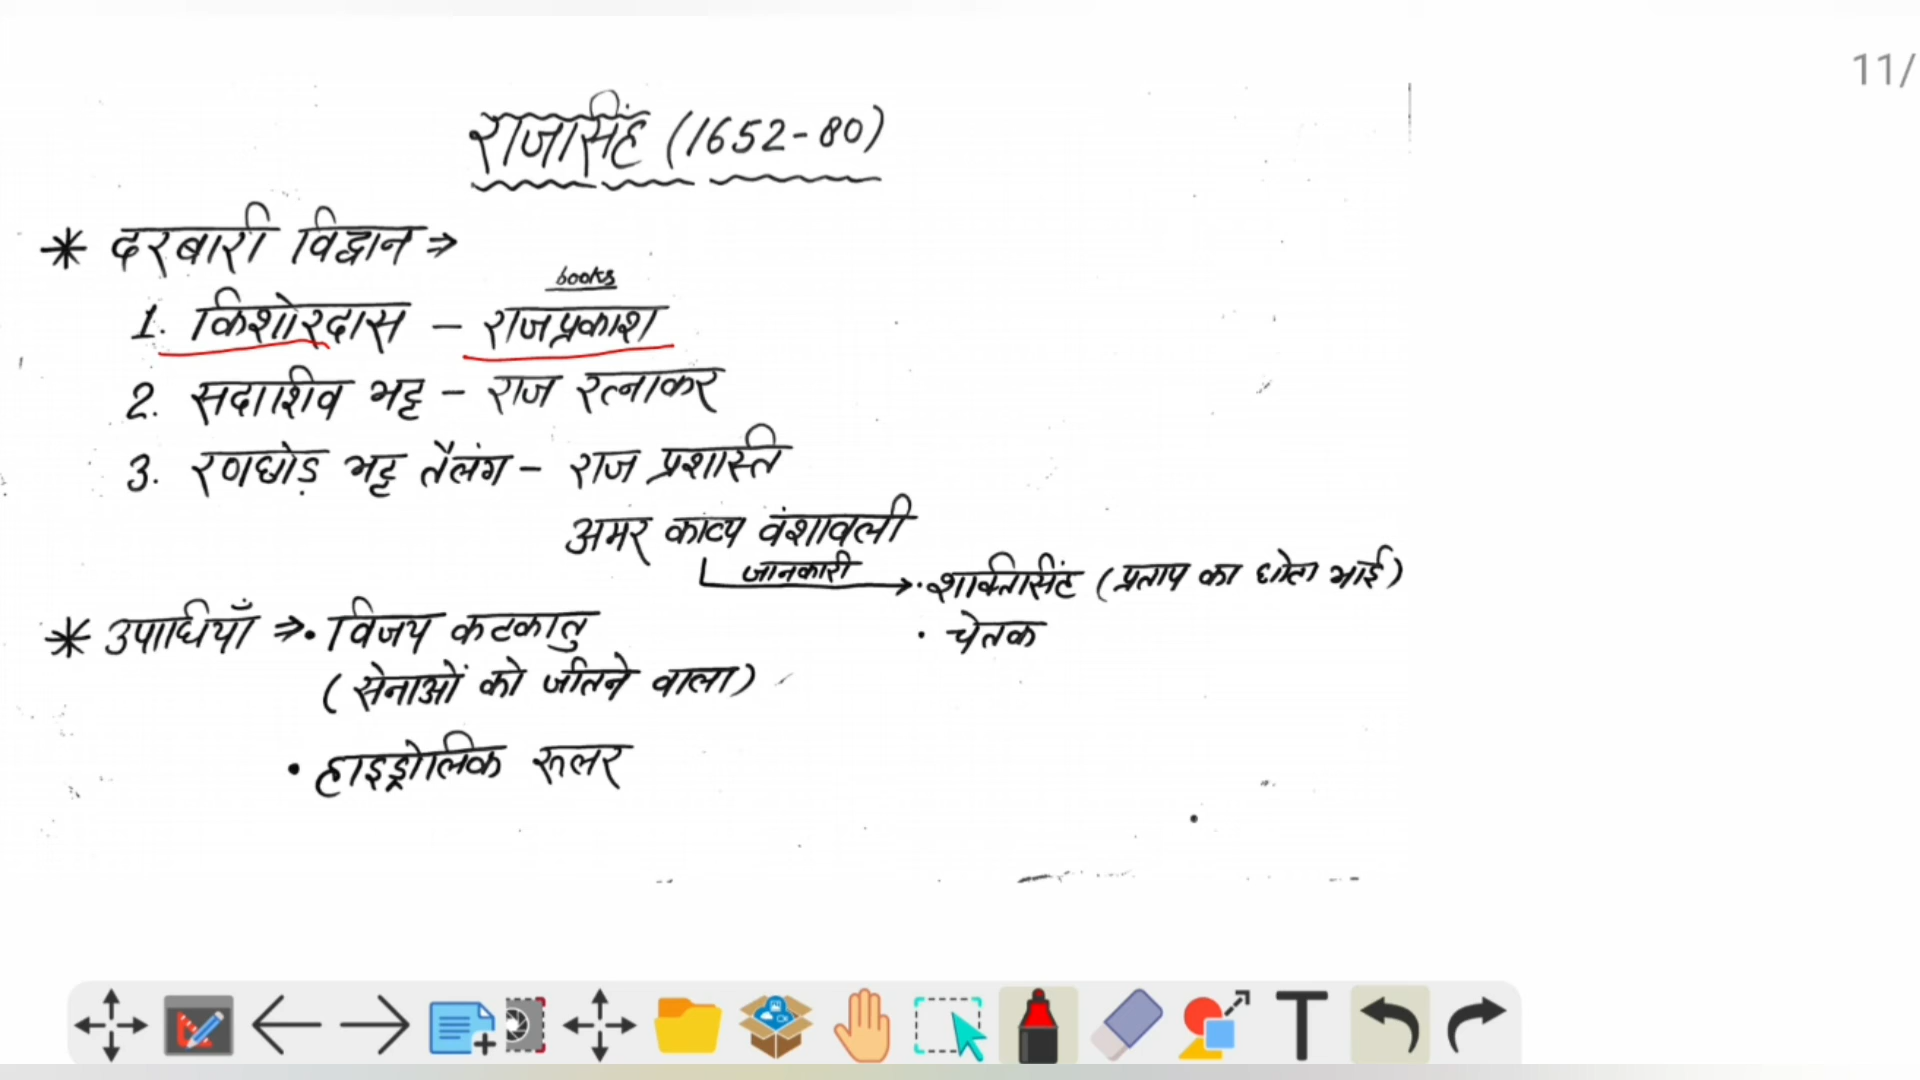 11/
राजसिंह (1652-80)
* दरबारी विद्वान ⇒
books
1. किशोरदास - राजप्रकाश
2. सदाशिव भट्ट - राज रत्नाकर
3. रणछोड़ भट्ट तैलंग - राज प्रशस्ति
अमर काव्य वंशावली
जानकारी → • शक्तिसिंह (प्रताप का छोटा भाई)
• चेतक
* उपाधियाँ ⇒ • विजय कटकातु
(सेनाओं को जीतने वाला)
• हाइड्रोलिक रूलर